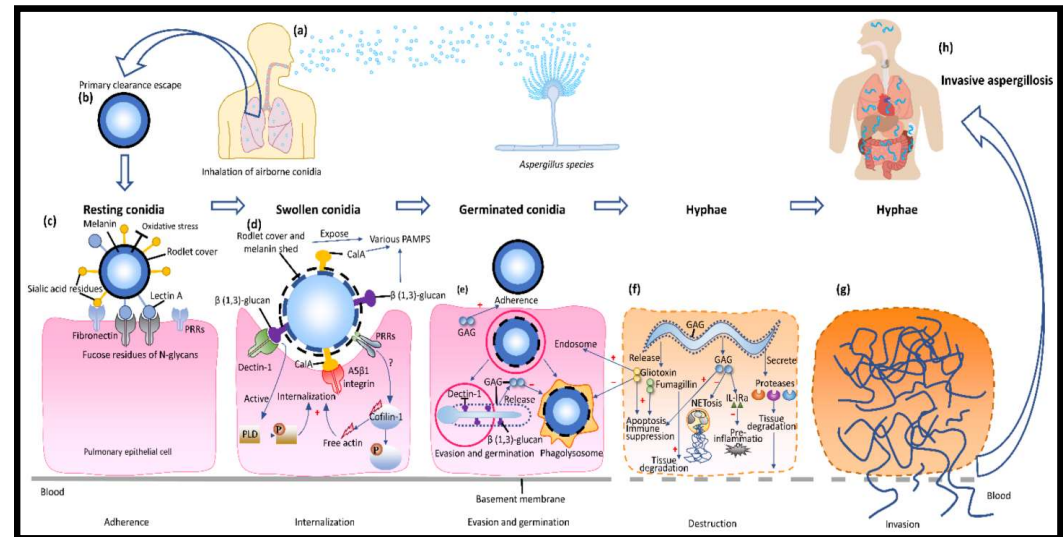 (a)
(h)
Invasive aspergillosis
Primary clearance escape
(b)
Inhalation of airborne conidia
Aspergillus species
Resting conidia
Swollen conidia
Germinated conidia
Hyphae
Hyphae
(c)
Melanin
Oxidative stress
Rodlet cover
Sialic acid residues
Lectin A
Fibronectin
PRRs
Fucose residues of N-glycans
Pulmonary epithelial cell
(d)
Rodlet cover and
melanin shed
Expose
Various PAMPS
CalA
β (1,3)-glucan
β (1,3)-glucan
PRRs
Dectin-1
CalA
A5β1
integrin
?
Active
Internalization
+
Cofilin-1
PLD
P
Free actin
P
(e)
+
Adherence
GAG
Endosome
GAG
-
Dectin-1
Release
β (1,3)-glucan
Evasion and germination
Phagolysosome
(f)
GAG
Release
GAG
Secrete
+
-
Gliotoxin
Fumagillin
+
+
-
Proteases
IL-IRa
NETosis
-
Apoptosis
Immune
suppression
Pre-
inflammatio
Tissue
degradation
+
Tissue
degradation
(g)
Blood
Basement membrane
Blood
Adherence
Internalization
Evasion and germination
Destruction
Invasion